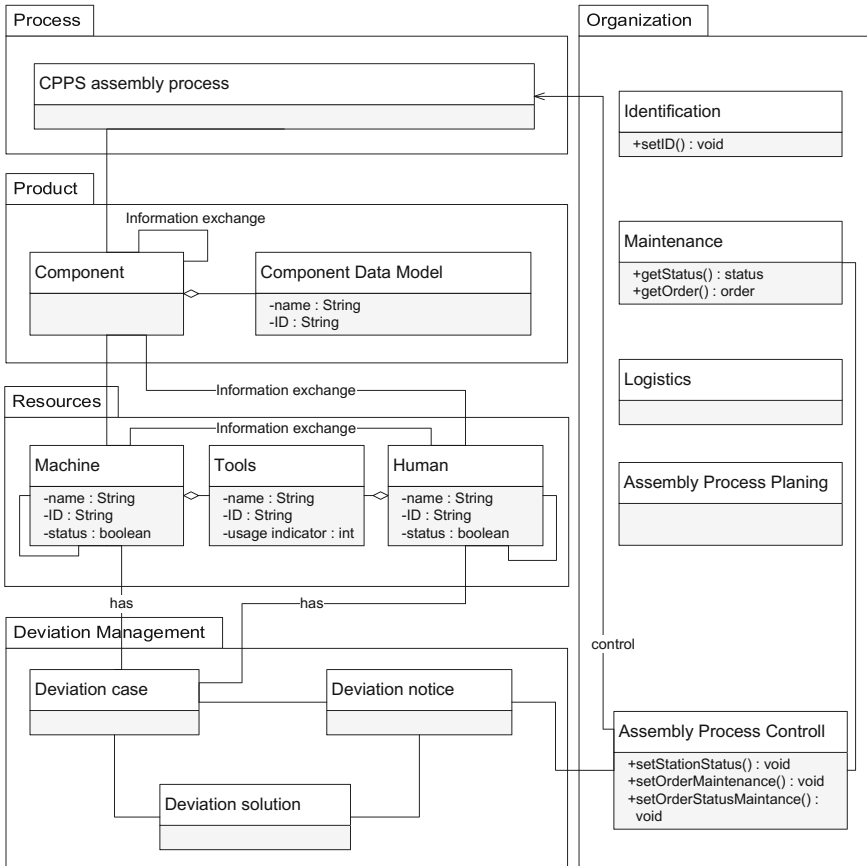 Process
CPPS assembly process
Product
Information exchange
Component
Component Data Model
-name : String
-ID : String
Information exchange
Resources
Information exchange
Machine
-name : String
-ID : String
-status : boolean
Tools
-name : String
-ID : String
-usage indicator : int
Human
-name : String
-ID : String
-status : boolean
has
has
Deviation Management
Deviation case
Deviation notice
Deviation solution
Organization
Identification
+setID() : void
Maintenance
+getStatus() : status
+getOrder() : order
Logistics
Assembly Process Planing
control
Assembly Process Controll
+setStationStatus() : void
+setOrderMaintenance() : void
+setOrderStatusMaintance() :
void